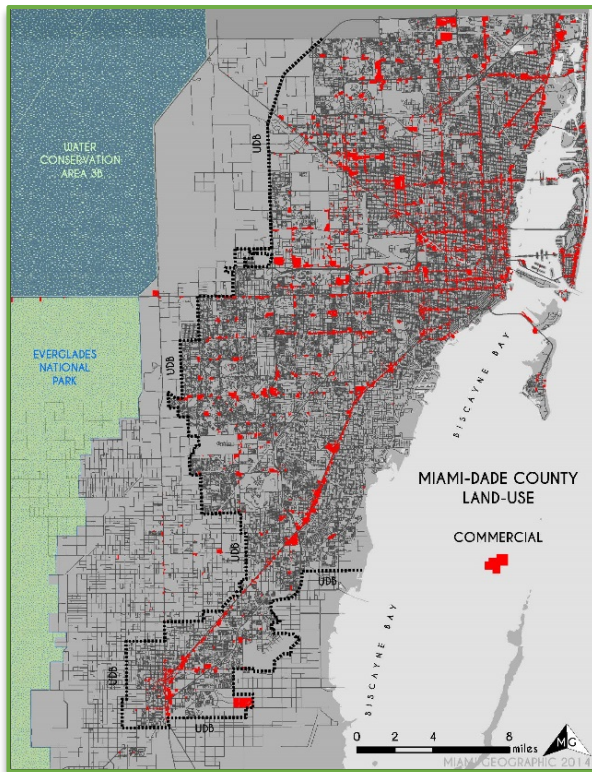 WATER
CONSERVATION
AREA 3B
UDB
EVERGLADES
NATIONAL
PARK
UDB
BISCAYNE BAY
MIAMI-DADE COUNTY
LAND-USE
COMMERCIAL
UDB
UDB
BISCAYNE BAY
UDB
UDB
0 2 4 8
miles
MG
MIAMI GEOGRAPHIC 2014